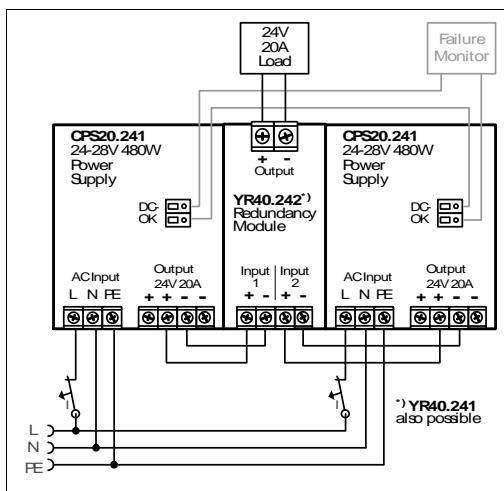 24V
20A
Load
Failure
Monitor
CPS20.241
24-28V 480W
Power
Supply
DC-
OK
AC Input
L N PE
Output
24V 20A
+ + - -
+ -
Output
YR40.242*)
Redundancy
Module
Input
1
Input
2
+ - + -
CPS20.241
24-28V 480W
Power
Supply
DC-
OK
AC Input
L N PE
Output
24V 20A
+ + - -
I
I
*) YR40.241
also possible
L
N
PE